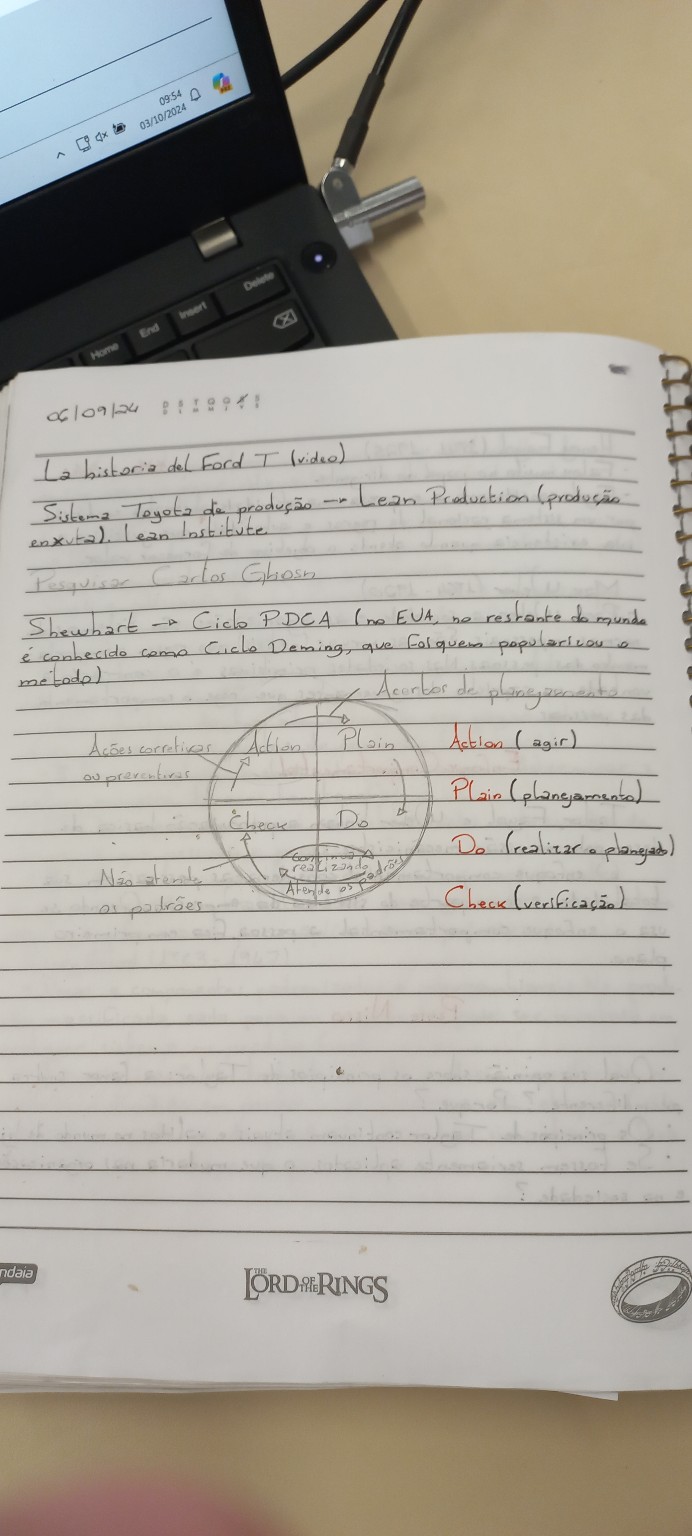 09:54
03/10/2024
Delete
Insert
End
Home
06/09/24
D S T Q Q S S
La historia del Ford T (video)
Sistema Toyota de produção → Lean Production (produção
enxuta). Lean Institute
Pesquisar Carlos Ghosn
Shewhart → Ciclo PDCA (no EUA, no restante do mundo
é conhecido como Ciclo Deming, que foi quem popularizou o
método)
Acertos de planejamento
Ações corretivas
ou preventivas
Action
Plain
Check
Do
Continua
realizando
Atende os padrões
Não atende
os padrões
Action (agir)
Plain (planejamento)
Do (realizar o planejado)
Check (verificação)
ndaia
THE LORD OF THE RINGS